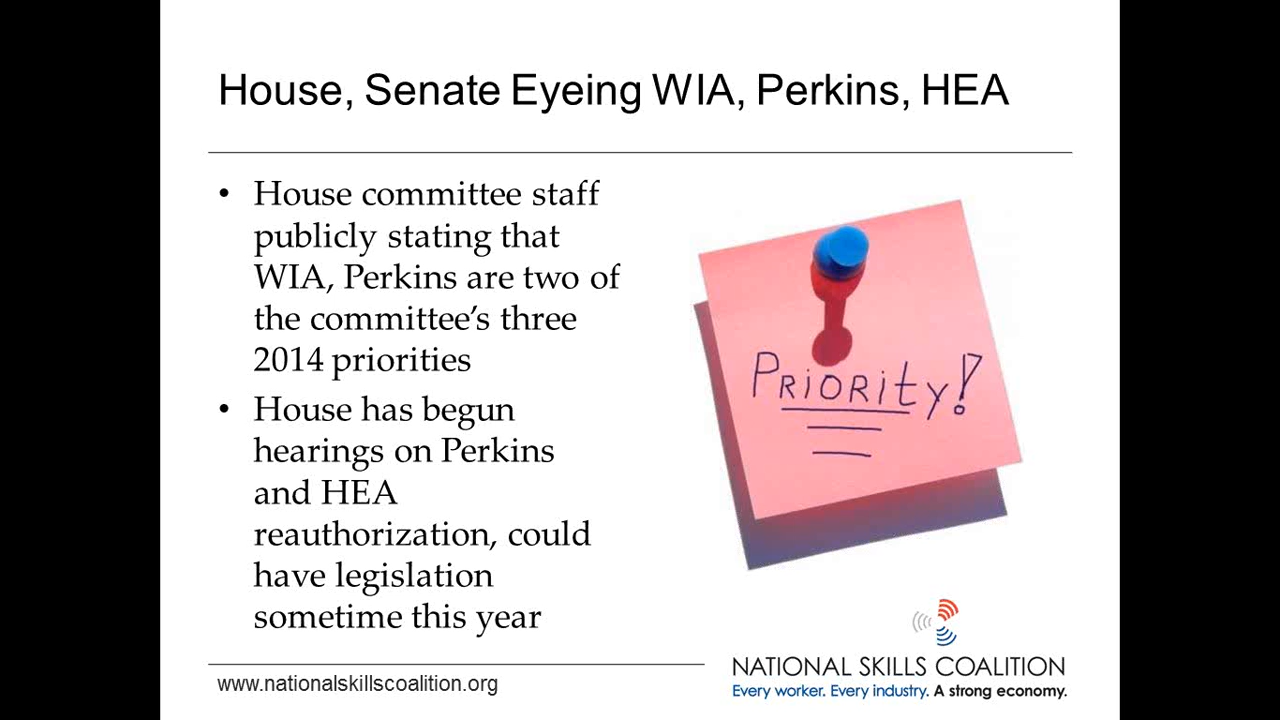 House, Senate Eyeing WIA, Perkins, HEA
• House committee staff
publicly stating that
WIA, Perkins are two of
the committee’s three
2014 priorities
• House has begun
hearings on Perkins
and HEA
reauthorization, could
have legislation
sometime this year
PRIORITY!
NATIONAL SKILLS COALITION
Every worker. Every industry. A strong economy.
www.nationalskillscoalition.org